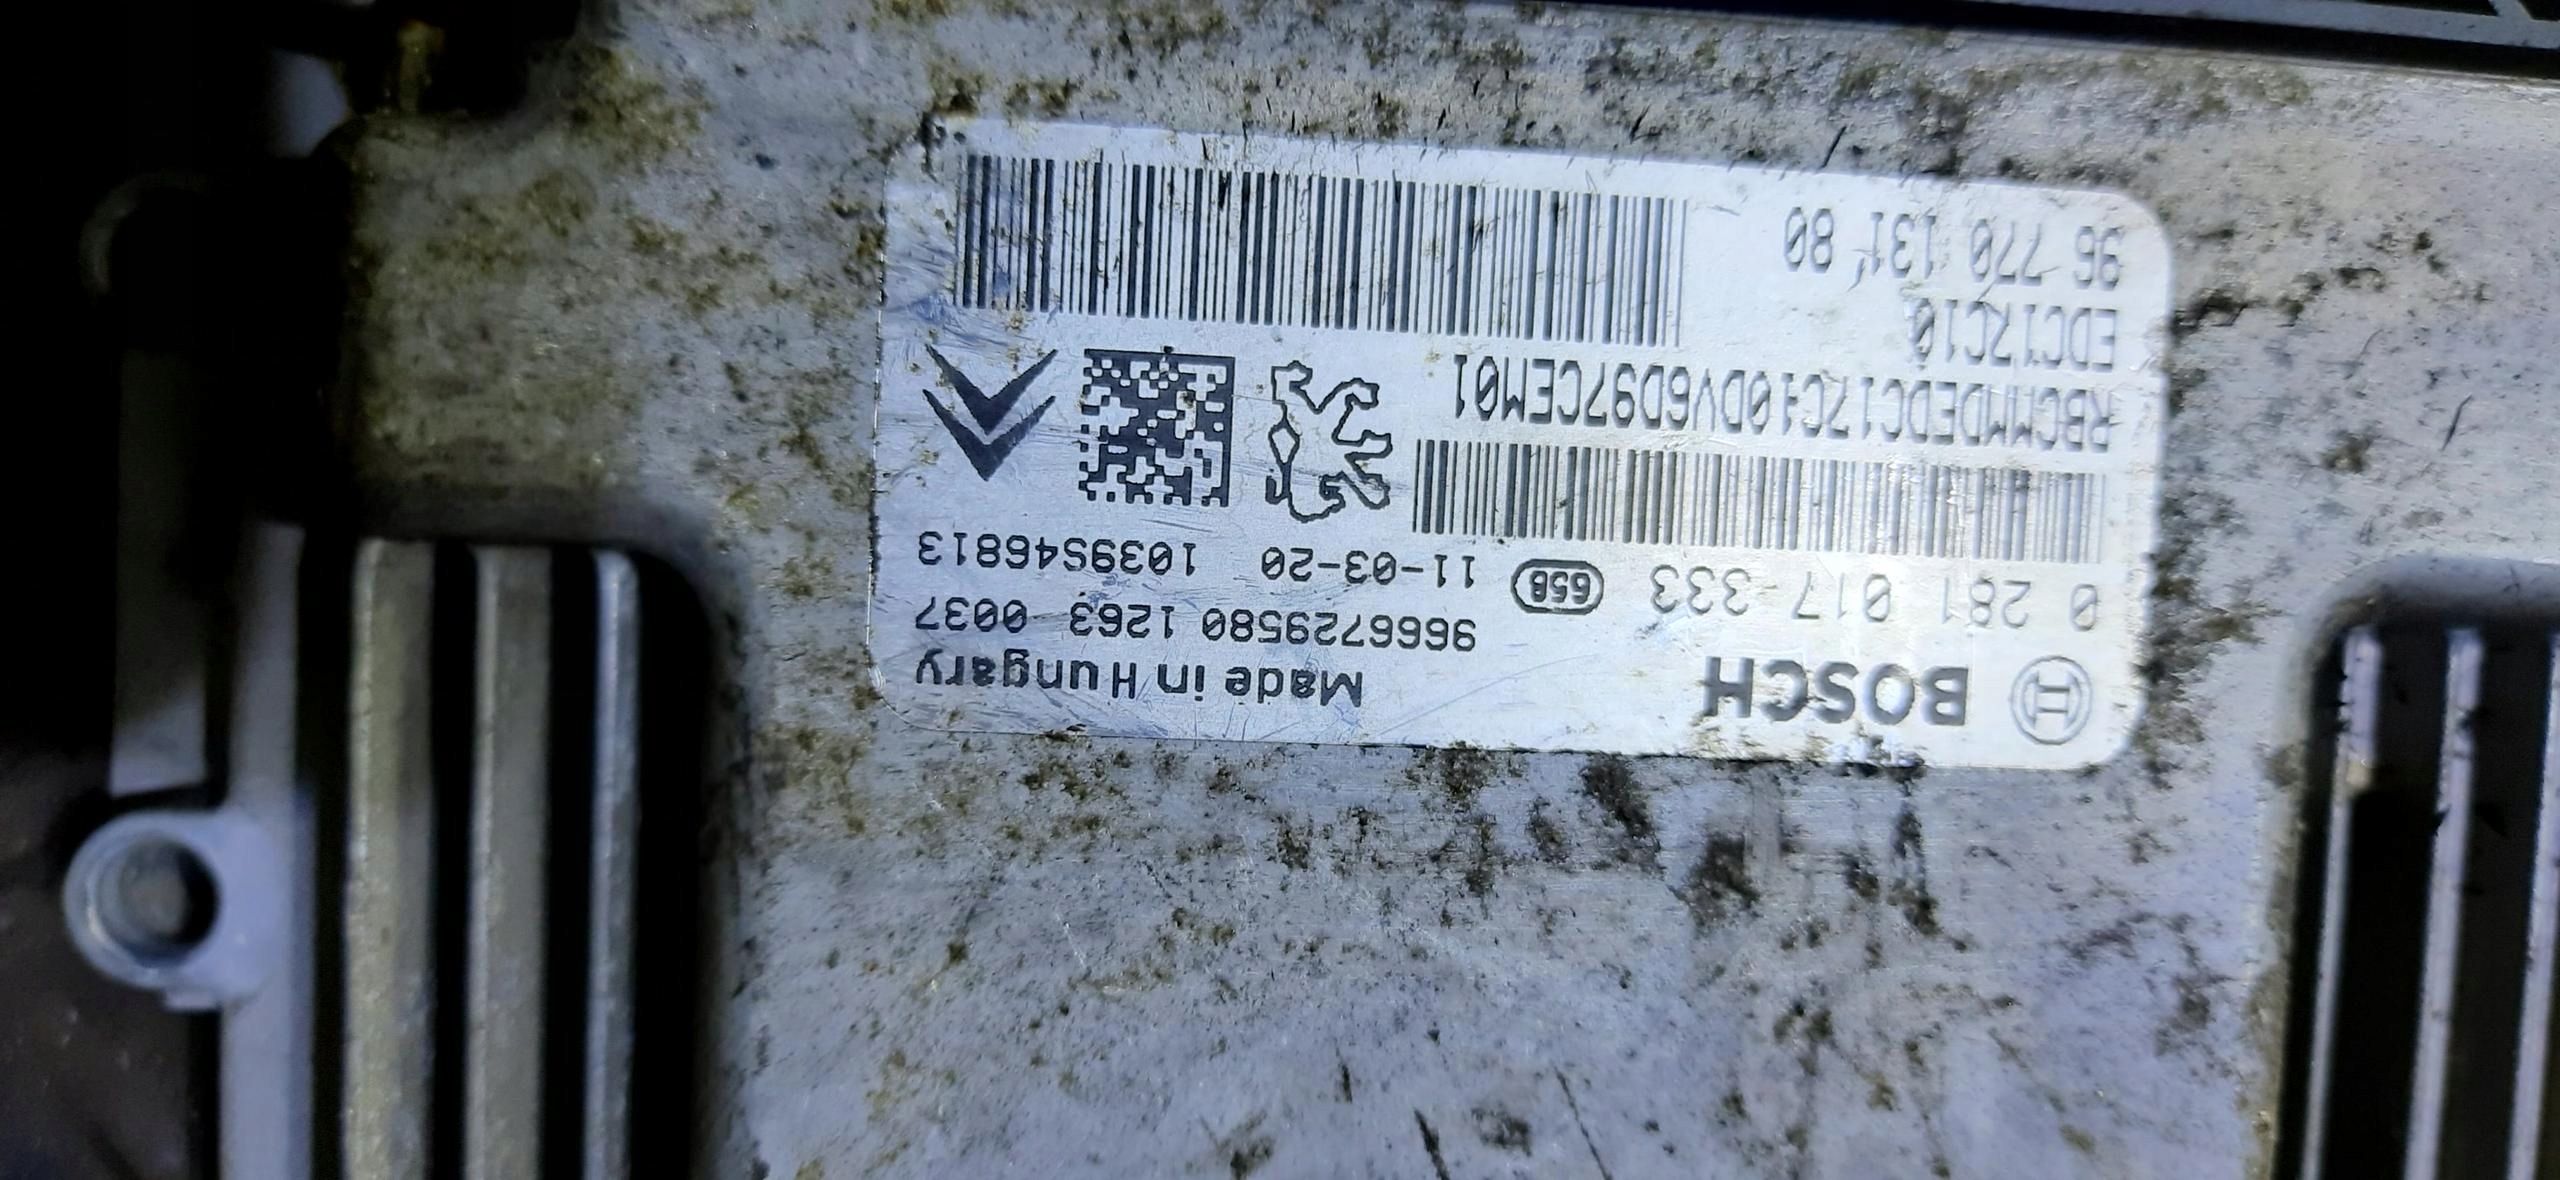 BOSCH
Made in Hungary
0 281 017 333
658
9666729580 1263 0037
11-03-20 1039S46813
RBCMMDEDC17C10DV6D97CEM01
EDC17C10
96 770 131 80